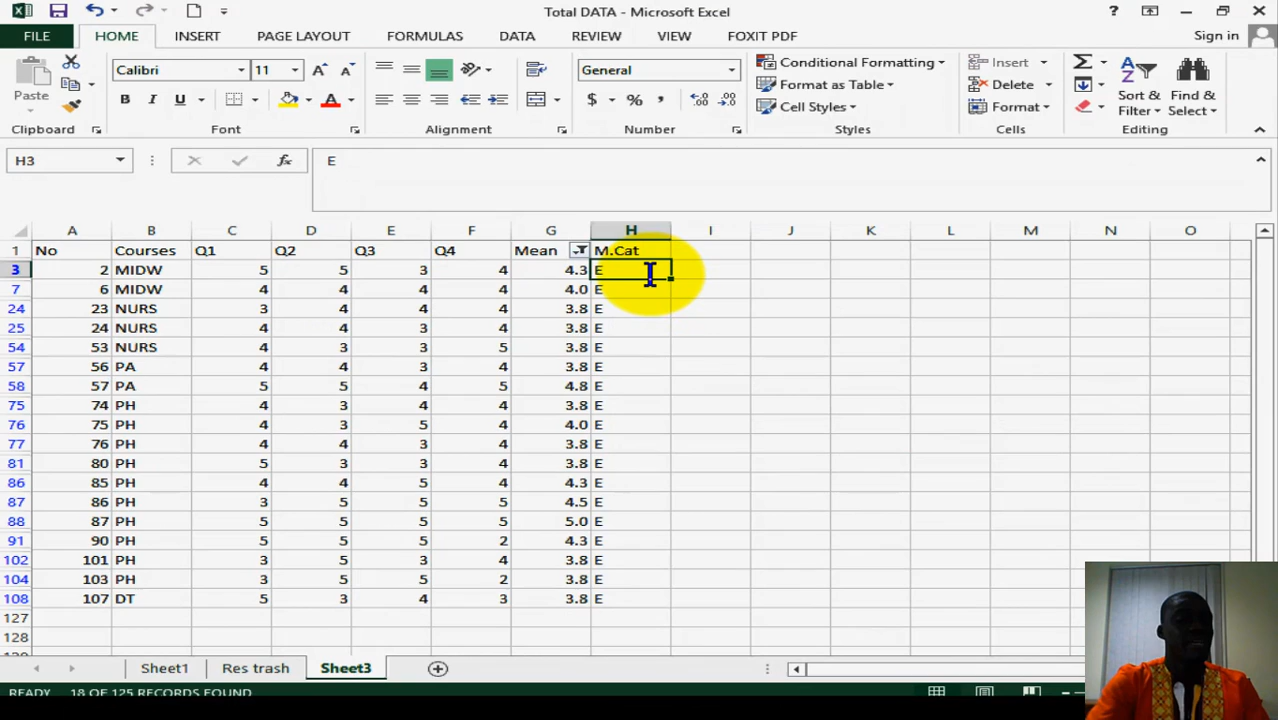 Total DATA - Microsoft Excel
FILE HOME INSERT PAGE LAYOUT FORMULAS DATA REVIEW VIEW FOXIT PDF Sign in
Paste
Calibri 11
B I U
General
$ % ,
Conditional Formatting
Format as Table
Cell Styles
Insert
Delete
Format
Sort & Filter
Find & Select
Clipboard Font Alignment Number Styles Cells Editing
H3 fx E
A B C D E F G H I J K L M N O
1 No Courses Q1 Q2 Q3 Q4 Mean M.Cat
3 2 MIDW 5 5 3 4 4.3 E
7 6 MIDW 4 4 4 4 4.0 E
24 23 NURS 3 4 4 4 3.8 E
25 24 NURS 4 4 3 4 3.8 E
54 53 NURS 4 3 3 5 3.8 E
57 56 PA 4 4 3 4 3.8 E
58 57 PA 5 5 4 5 4.8 E
75 74 PH 4 3 4 4 3.8 E
76 75 PH 4 3 5 4 4.0 E
77 76 PH 4 4 3 4 3.8 E
81 80 PH 5 3 3 4 3.8 E
86 85 PH 4 4 5 4 4.3 E
87 86 PH 3 5 5 5 4.5 E
88 87 PH 5 5 5 5 5.0 E
91 90 PH 5 5 5 2 4.3 E
102 101 PH 3 5 3 4 3.8 E
104 103 PH 3 5 5 2 3.8 E
108 107 DT 5 3 4 3 3.8 E
127
128
Sheet1 Res trash Sheet3
READY 18 OF 125 RECORDS FOUND